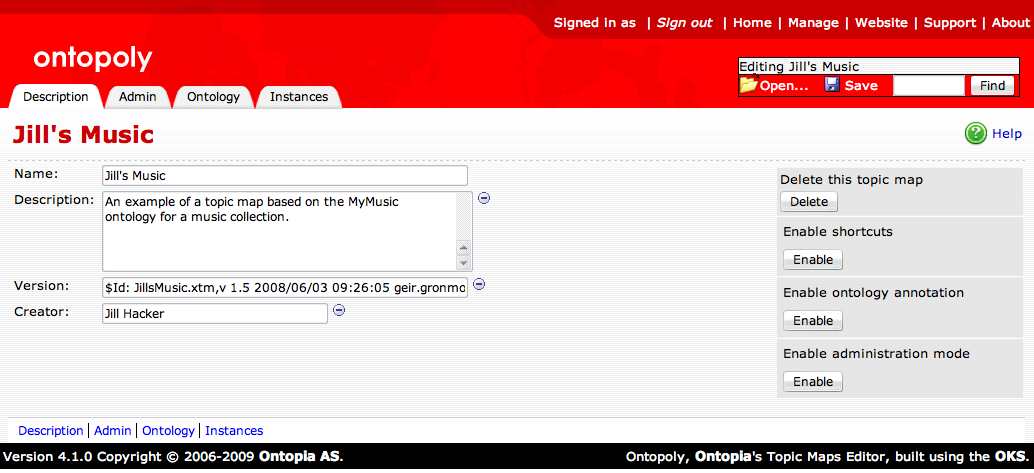 Signed in as | Sign out | Home | Manage | Website | Support | About
ontopoly
Editing Jill's Music
Open... Save Find
Description Admin Ontology Instances
Jill's Music
Help
Name: Jill's Music
Description: An example of a topic map based on the MyMusic
ontology for a music collection.
Version: $Id: JillsMusic.xtm,v 1.5 2008/06/03 09:26:05 geir.gronmo
Creator: Jill Hacker
Delete this topic map
Delete
Enable shortcuts
Enable
Enable ontology annotation
Enable
Enable administration mode
Enable
Description | Admin | Ontology | Instances
Version 4.1.0 Copyright © 2006-2009 Ontopia AS.
Ontopoly, Ontopia's Topic Maps Editor, built using the OKS.